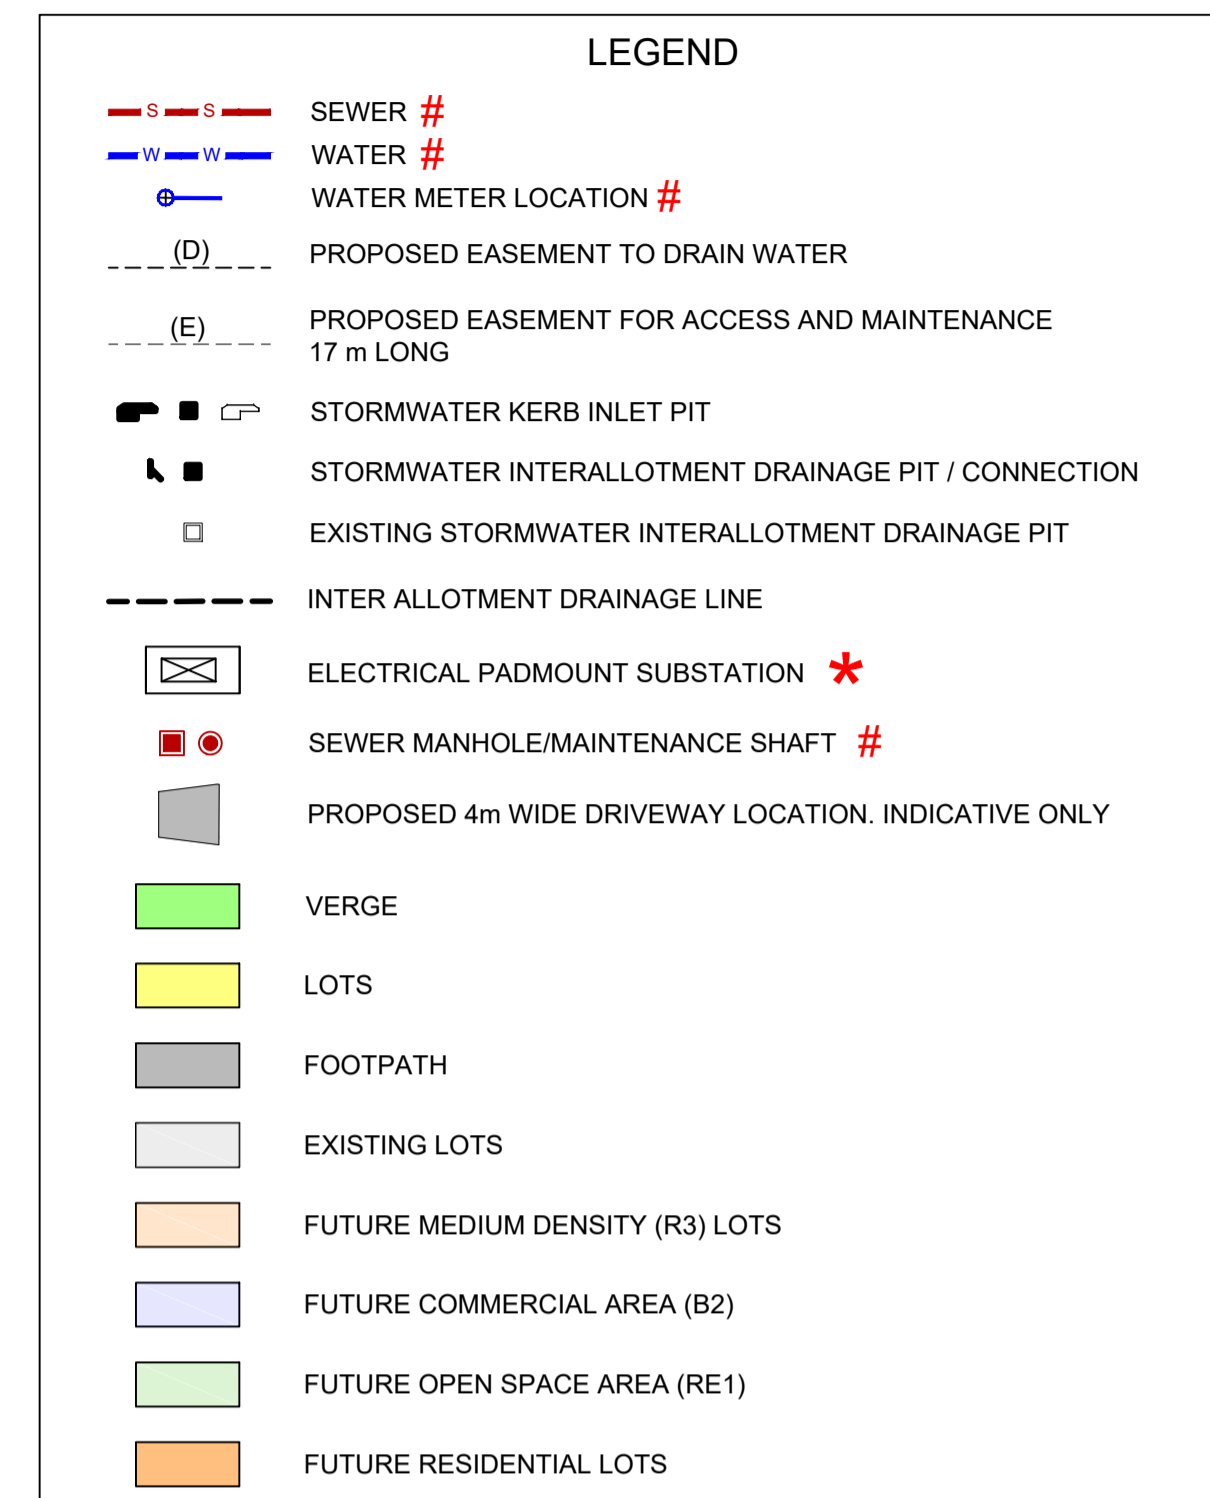 LEGEND
S S SEWER #
W W WATER #
WATER METER LOCATION #
(D) PROPOSED EASEMENT TO DRAIN WATER
(E) PROPOSED EASEMENT FOR ACCESS AND MAINTENANCE
17 m LONG
STORMWATER KERB INLET PIT
STORMWATER INTERALLOTMENT DRAINAGE PIT / CONNECTION
EXISTING STORMWATER INTERALLOTMENT DRAINAGE PIT
INTER ALLOTMENT DRAINAGE LINE
ELECTRICAL PADMOUNT SUBSTATION *
SEWER MANHOLE/MAINTENANCE SHAFT #
PROPOSED 4m WIDE DRIVEWAY LOCATION. INDICATIVE ONLY
VERGE
LOTS
FOOTPATH
EXISTING LOTS
FUTURE MEDIUM DENSITY (R3) LOTS
FUTURE COMMERCIAL AREA (B2)
FUTURE OPEN SPACE AREA (RE1)
FUTURE RESIDENTIAL LOTS